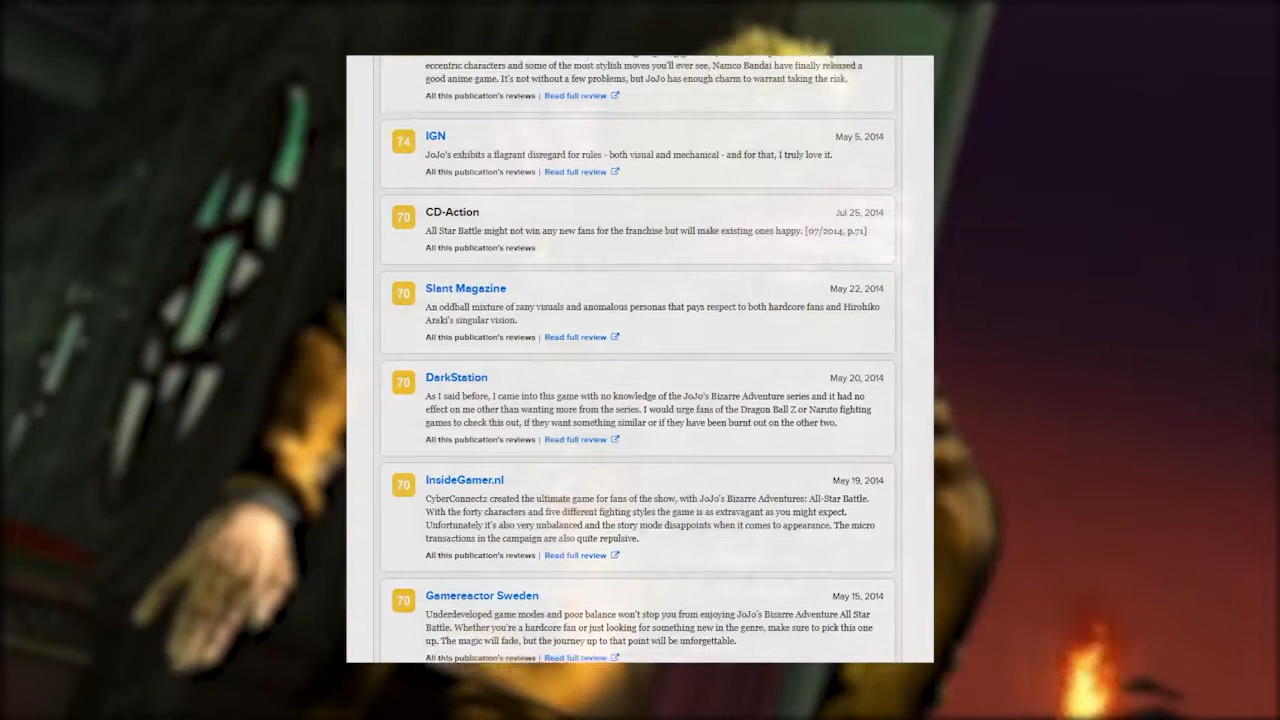 eccentric characters and some of the most stylish moves you'll ever see, Namco Bandai have finally released a
good anime game. It's not without a few problems, but JoJo has enough charm to warrant taking the risk.
All this publication's reviews | Read full review
74 IGN May 5, 2014
JoJo's exhibits a flagrant disregard for rules - both visual and mechanical - and for that, I truly love it.
All this publication's reviews | Read full review
70 CD-Action Jul 25, 2014
All Star Battle might not win any new fans for the franchise but will make existing ones happy. [07/2014, p.71]
All this publication's reviews
70 Slant Magazine May 22, 2014
An oddball mixture of zany visuals and anomalous personas that pays respect to both hardcore fans and Hirohiko
Araki's singular vision.
All this publication's reviews | Read full review
70 DarkStation May 20, 2014
As I said before, I came into this game with no knowledge of the JoJo's Bizarre Adventure series and it had no
effect on me other than wanting more from the series. I would urge fans of the Dragon Ball Z or Naruto fighting
games to check this out, if they want something similar or if they have been burnt out on the other two.
All this publication's reviews | Read full review
70 InsideGamer.nl May 19, 2014
CyberConnect2 created the ultimate game for fans of the show, with JoJo's Bizarre Adventures: All-Star Battle.
With the forty characters and five different fighting styles the game is as extravagant as you might expect.
Unfortunately it's also very unbalanced and the story mode disappoints when it comes to appearance. The micro
transactions in the campaign are also quite repulsive.
All this publication's reviews | Read full review
70 Gamereactor Sweden May 15, 2014
Underdeveloped game modes and poor balance won't stop you from enjoying JoJo's Bizarre Adventure All Star
Battle. Whether you're a hardcore fan or just looking for something new in the genre, make sure to pick this one
up. The magic will fade, but the journey up to that point will be unforgettable.
All this publication's reviews | Read full review